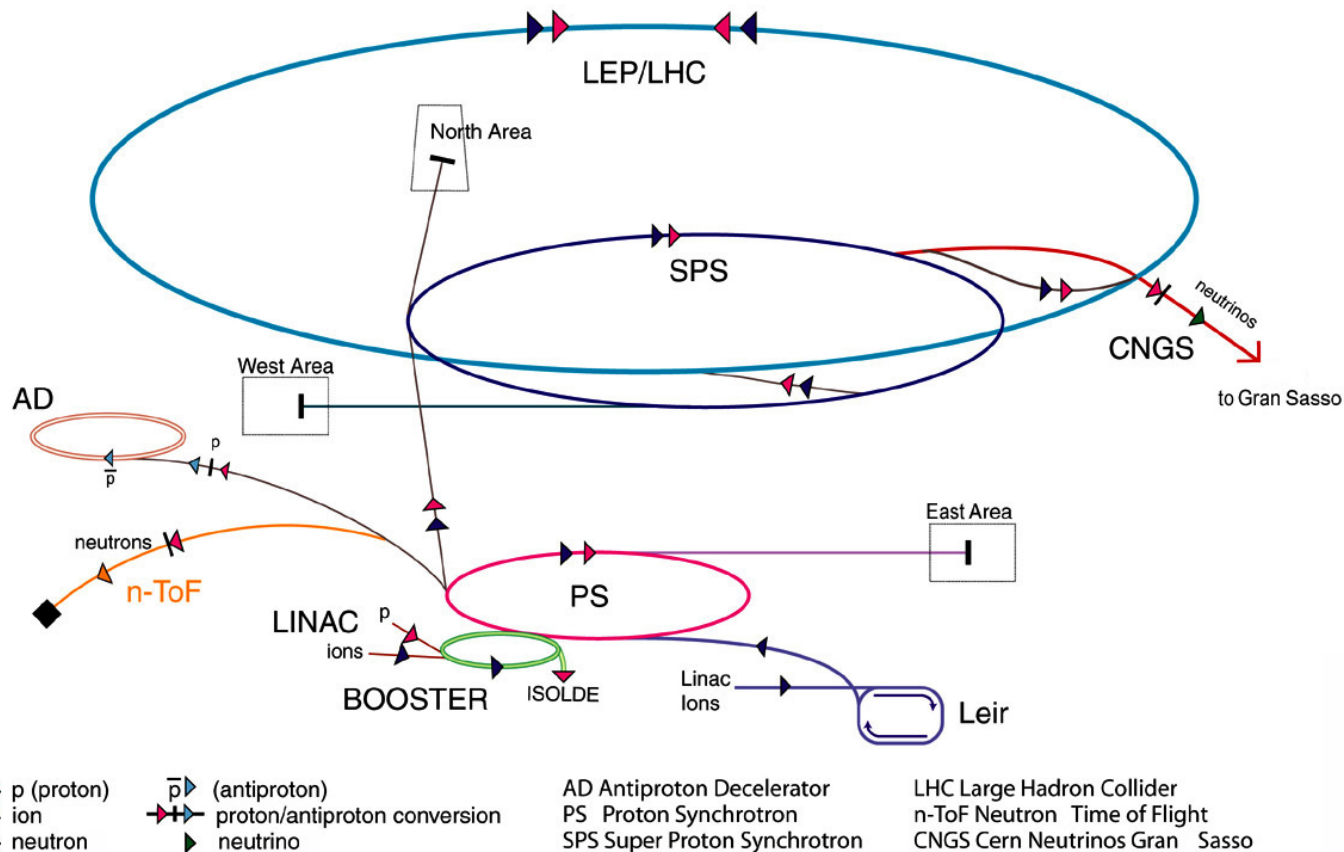 LEP/LHC
North Area
SPS
neutrinos
CNGS
to Gran Sasso
West Area
AD
p
p̅
East Area
neutrons
n-ToF
PS
LINAC
p
ions
BOOSTER
ISOLDE
Linac
Ions
Leir
p (proton)
ion
neutron
p̅ (antiproton)
proton/antiproton conversion
neutrino
AD Antiproton Decelerator
PS Proton Synchrotron
SPS Super Proton Synchrotron
LHC Large Hadron Collider
n-ToF Neutron Time of Flight
CNGS Cern Neutrinos Gran Sasso